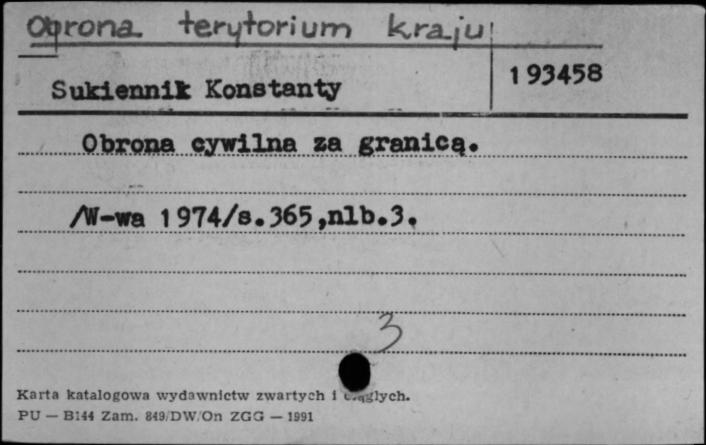 Obrona terytorium kraju
193458
Sukiennik Konstanty
Obrona cywilna za granicą.
/W-wa 1974/s.365,nlb.3.
3
Karta katalogowa wydawnictw zwartych i ciągłych.
PU — B144 Zam. 849/DW/On ZGG — 1991